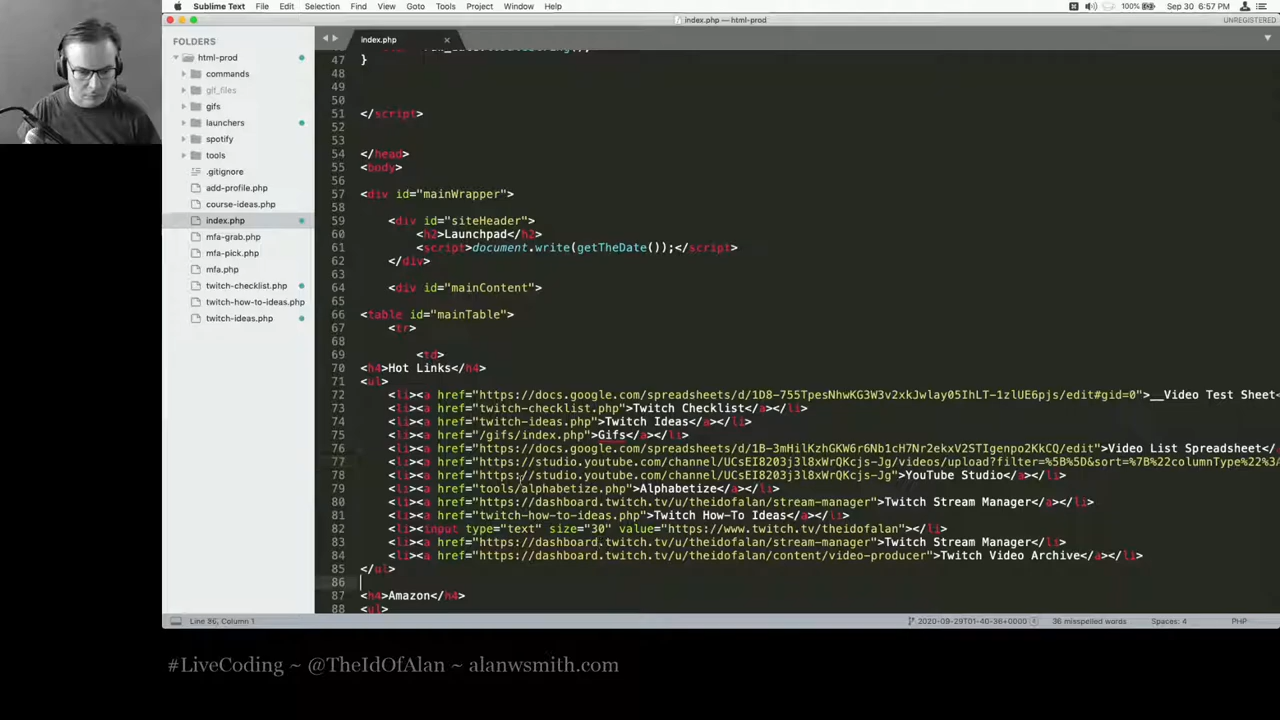 Sublime Text File Edit Selection Find View Goto Tools Project Window Help 100% Sep 30 6:57 PM
index.php — html-prod UNREGISTERED
FOLDERS
html-prod
commands
gif_files
gifs
launchers
spotify
tools
.gitignore
add-profile.php
course-ideas.php
index.php
mfa-grab.php
mfa-pick.php
mfa.php
twitch-checklist.php
twitch-how-to-ideas.php
twitch-ideas.php
index.php
47 }
48
49
50
51 </script>
52
53
54 </head>
55 <body>
56
57 <div id="mainWrapper">
58
59 <div id="siteHeader">
60 <h2>Launchpad</h2>
61 <script>document.write(getTheDate());</script>
62 </div>
63
64 <div id="mainContent">
65
66 <table id="mainTable">
67 <tr>
68
69 <td>
70 <h4>Hot Links</h4>
71 <ul>
72 <li><a href="https://docs.google.com/spreadsheets/d/1D8-755TpesNhwKG3W3v2xkJwlay05IhLT-1zlUE6pjs/edit#gid=0">__Video Test Sheet<
73 <li><a href="twitch-checklist.php">Twitch Checklist</a></li>
74 <li><a href="twitch-ideas.php">Twitch Ideas</a></li>
75 <li><a href="/gifs/index.php">Gifs</a></li>
76 <li><a href="https://docs.google.com/spreadsheets/d/1B-3mHilKzhGKW6r6Nb1cH7Nr2ekxV2STIgenpo2KkCQ/edit">Video List Spreadsheet</
77 <li><a href="https://studio.youtube.com/channel/UCsEI8203j3l8xWrQKcjs-Jg/videos/upload?filter=%5B%5D&sort=%7B%22columnType%22%3
78 <li><a href="https://studio.youtube.com/channel/UCsEI8203j3l8xWrQKcjs-Jg">YouTube Studio</a></li>
79 <li><a href="tools/alphabetize.php">Alphabetize</a></li>
80 <li><a href="https://dashboard.twitch.tv/u/theidofalan/stream-manager">Twitch Stream Manager</a></li>
81 <li><a href="twitch-how-to-ideas.php">Twitch How-To Ideas</a></li>
82 <li><input type="text" size="30" value="https://www.twitch.tv/theidofalan"></li>
83 <li><a href="https://dashboard.twitch.tv/u/theidofalan/stream-manager">Twitch Stream Manager</a></li>
84 <li><a href="https://dashboard.twitch.tv/u/theidofalan/content/video-producer">Twitch Video Archive</a></li>
85 </ul>
86
87 <h4>Amazon</h4>
88 <ul>
Line 86, Column 1 2020-09-29T01-40-36+0000 6 36 misspelled words Spaces: 4 PHP
#LiveCoding ~ @TheIdOfAlan ~ alanwsmith.com